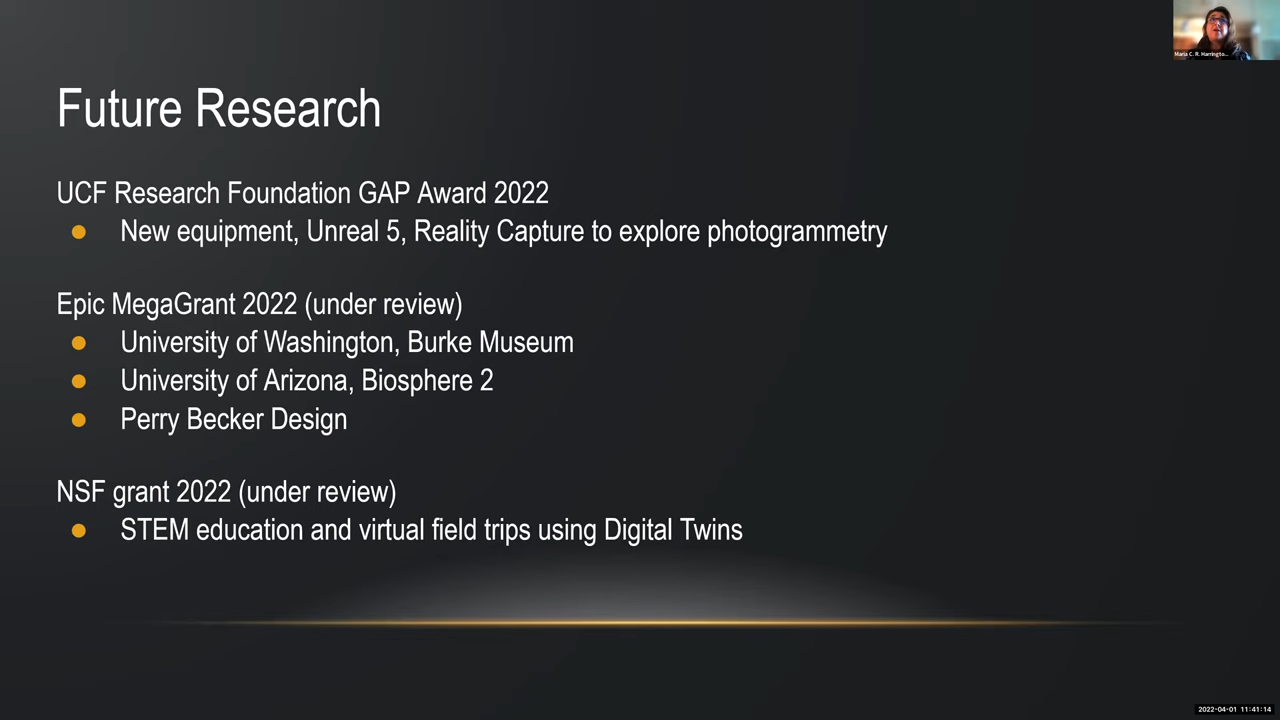 Maria C. R. Harringto...
Future Research
UCF Research Foundation GAP Award 2022
● New equipment, Unreal 5, Reality Capture to explore photogrammetry
Epic MegaGrant 2022 (under review)
● University of Washington, Burke Museum
● University of Arizona, Biosphere 2
● Perry Becker Design
NSF grant 2022 (under review)
● STEM education and virtual field trips using Digital Twins
2022-04-01 11:41:14